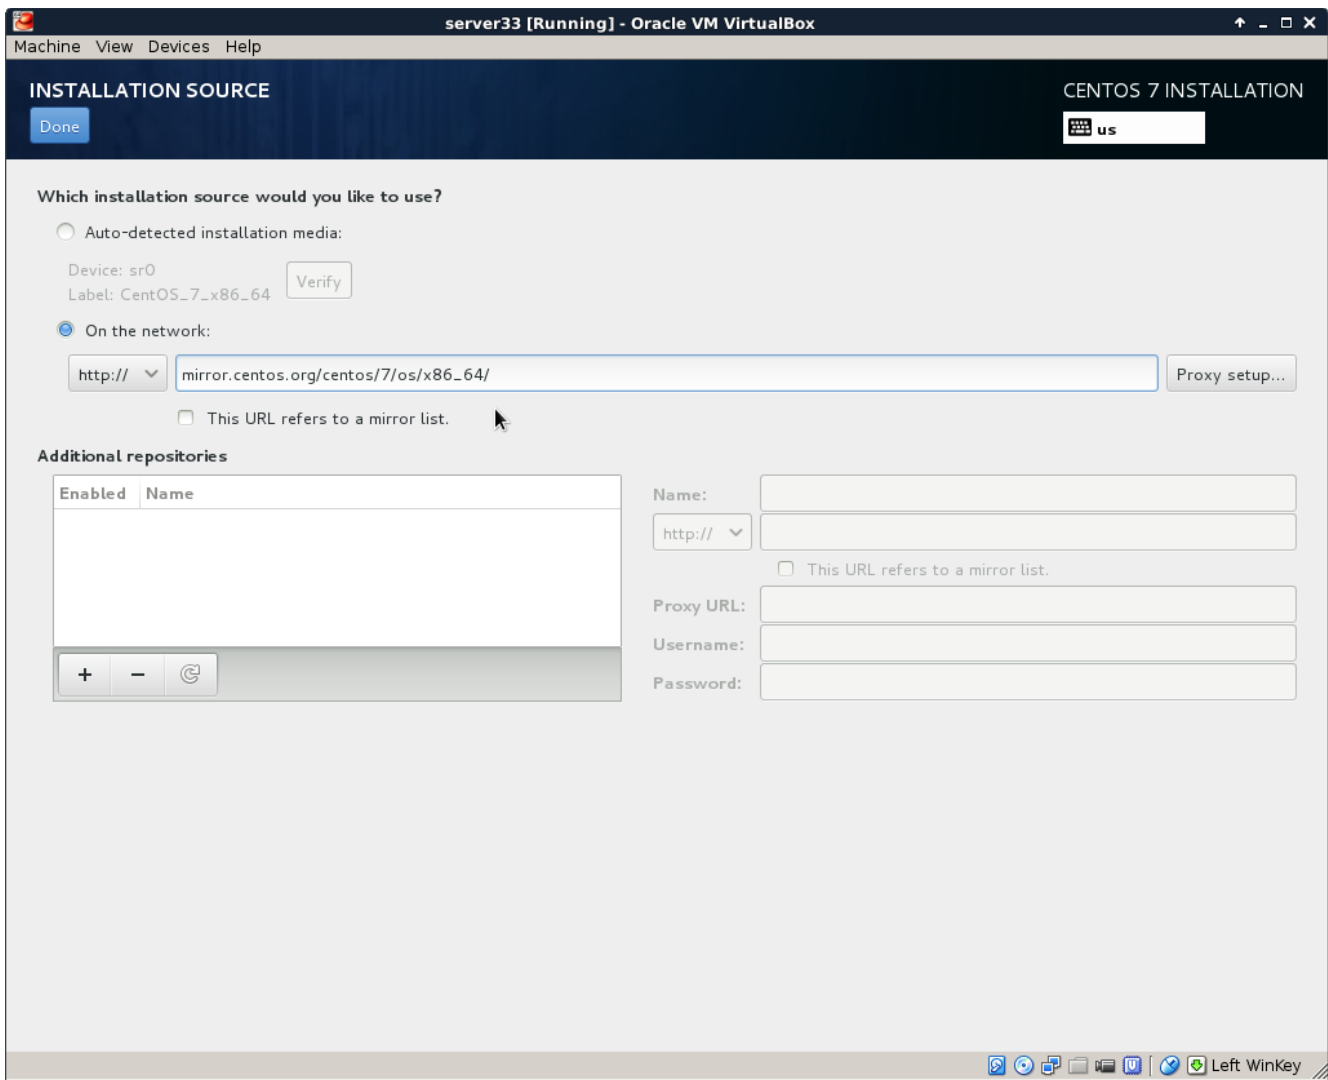 server33 [Running] - Oracle VM VirtualBox
Machine View Devices Help
INSTALLATION SOURCE
CENTOS 7 INSTALLATION
Done
us
Which installation source would you like to use?
Auto-detected installation media:
Device: sr0
Label: CentOS_7_x86_64
Verify
On the network:
http:// mirror.centos.org/centos/7/os/x86_64/ Proxy setup...
This URL refers to a mirror list.
Additional repositories
Enabled Name
Name:
http://
This URL refers to a mirror list.
Proxy URL:
Username:
Password:
Left WinKey